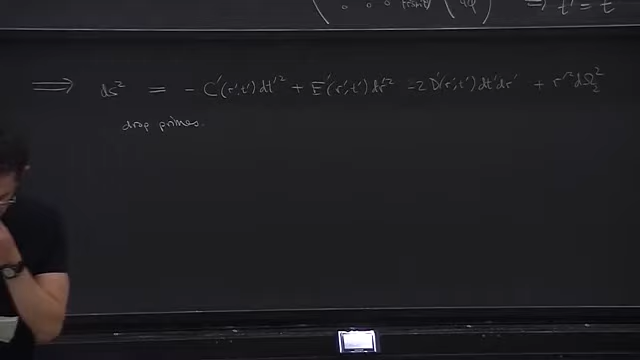 ⟹ t' = t
⟹ ds² = - C'(r',t') dt'² + E'(r',t') dr'² - 2 D'(r',t') dt' dr' + r'² dΩ₂²
drop primes.